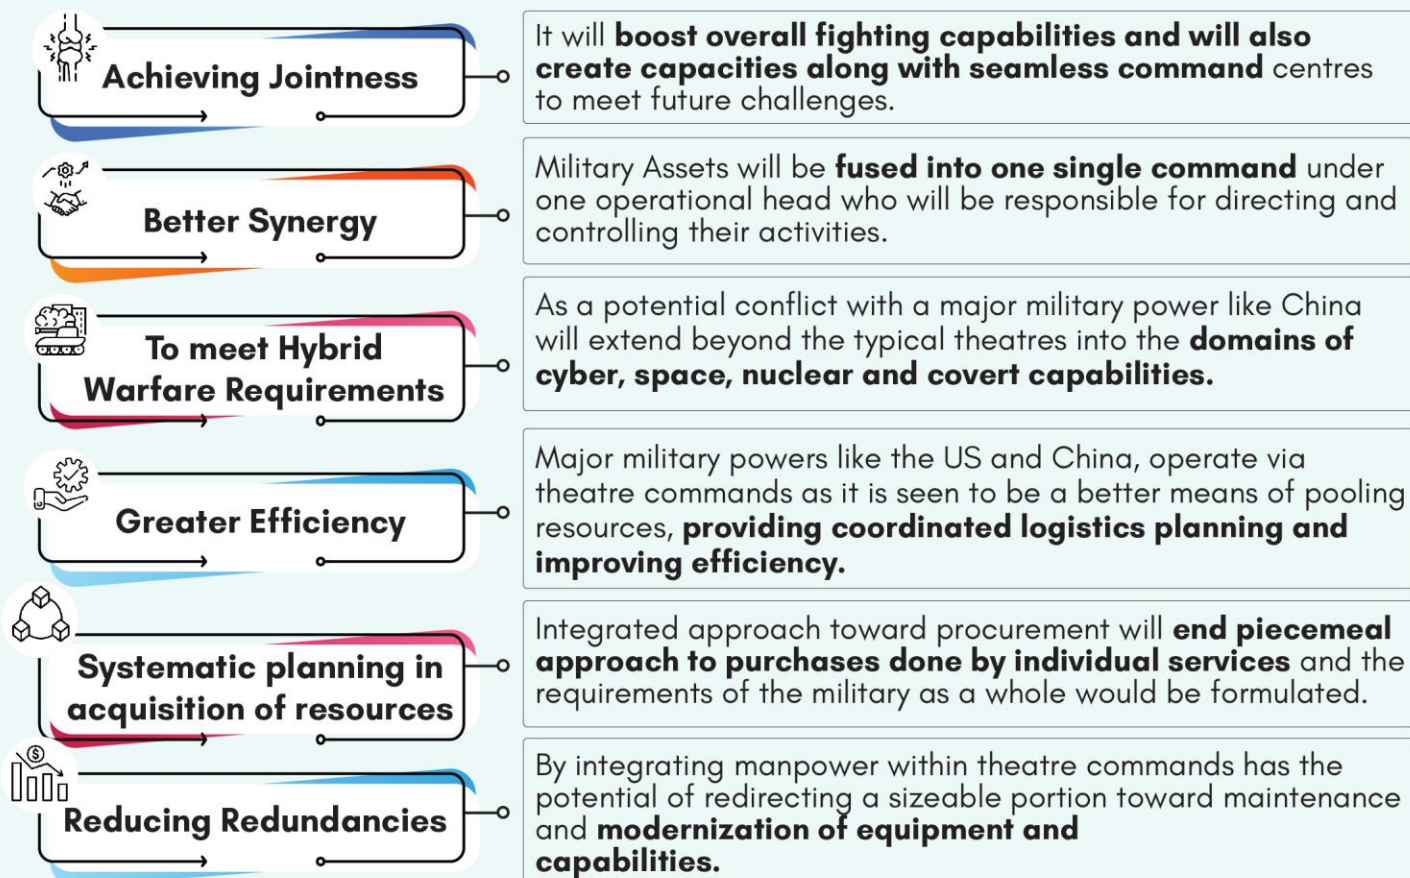 Achieving Jointness
It will boost overall fighting capabilities and will also
create capacities along with seamless command centres
to meet future challenges.
Better Synergy
Military Assets will be fused into one single command under
one operational head who will be responsible for directing and
controlling their activities.
To meet Hybrid
Warfare Requirements
As a potential conflict with a major military power like China
will extend beyond the typical theatres into the domains of
cyber, space, nuclear and covert capabilities.
Greater Efficiency
Major military powers like the US and China, operate via
theatre commands as it is seen to be a better means of pooling
resources, providing coordinated logistics planning and
improving efficiency.
Systematic planning in
acquisition of resources
Integrated approach toward procurement will end piecemeal
approach to purchases done by individual services and the
requirements of the military as a whole would be formulated.
$
Reducing Redundancies
By integrating manpower within theatre commands has the
potential of redirecting a sizeable portion toward maintenance
and modernization of equipment and
capabilities.